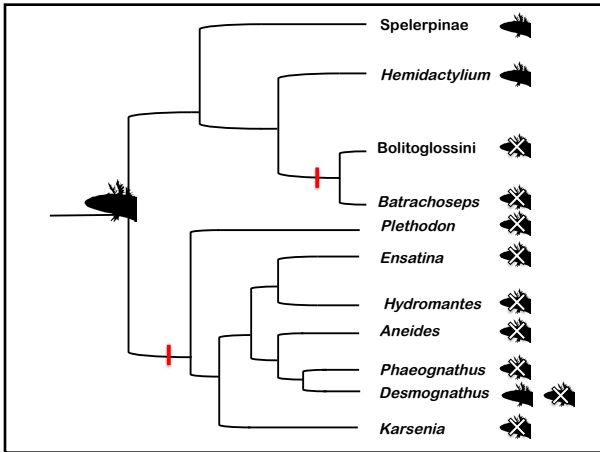 Spelerpinae
Hemidactylium
Bolitoglossini
Batrachoseps
Plethodon
Ensatina
Hydromantes
Aneides
Phaeognathus
Desmognathus
Karsenia